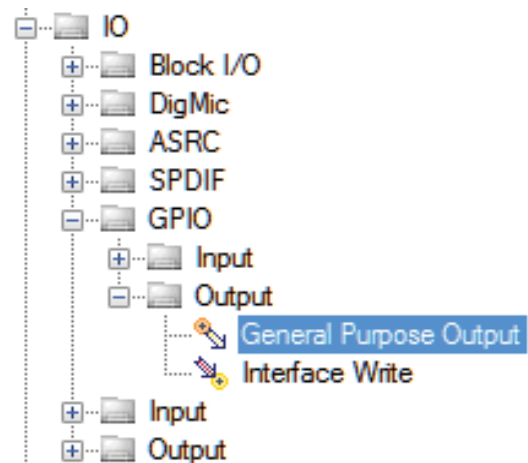 IO
Block I/O
DigMic
ASRC
SPDIF
GPIO
Input
Output
General Purpose Output
Interface Write
Input
Output